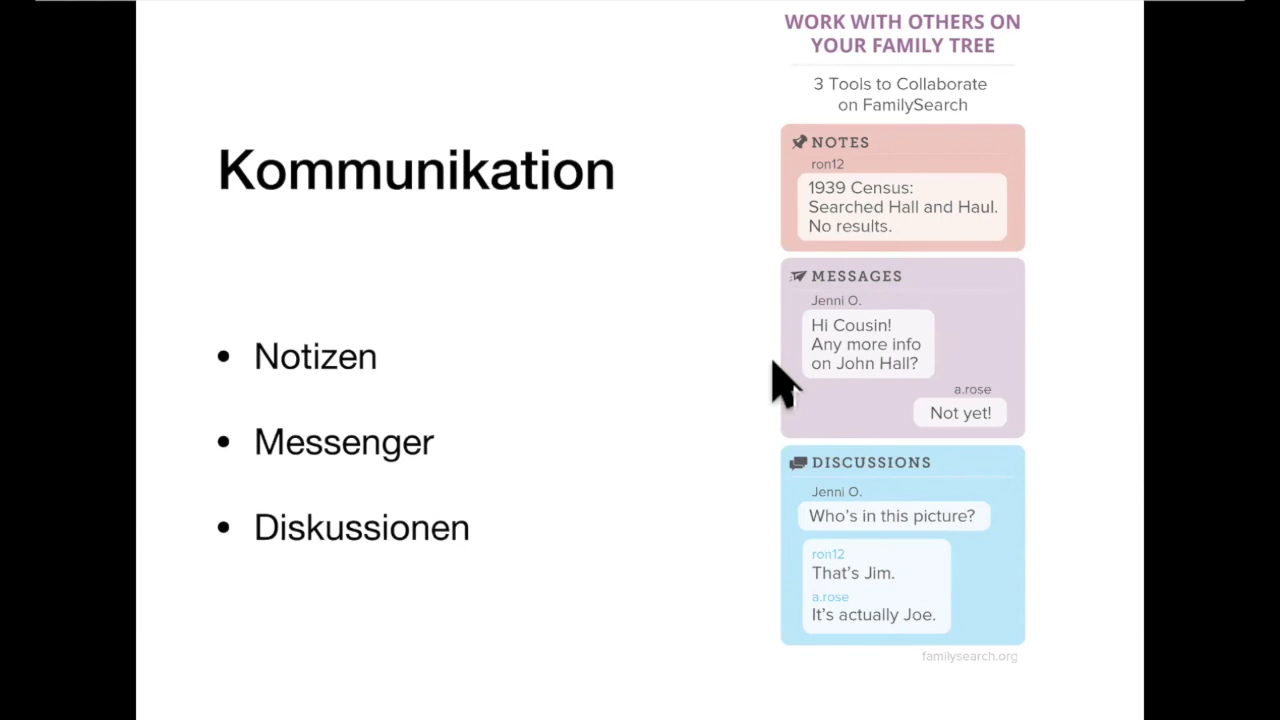 Kommunikation
• Notizen
• Messenger
• Diskussionen
WORK WITH OTHERS ON
YOUR FAMILY TREE
3 Tools to Collaborate
on FamilySearch
NOTES
ron12
1939 Census:
Searched Hall and Haul.
No results.
MESSAGES
Jenni O.
Hi Cousin!
Any more info
on John Hall?
a.rose
Not yet!
DISCUSSIONS
Jenni O.
Who's in this picture?
ron12
That's Jim.
a.rose
It's actually Joe.
familysearch.org